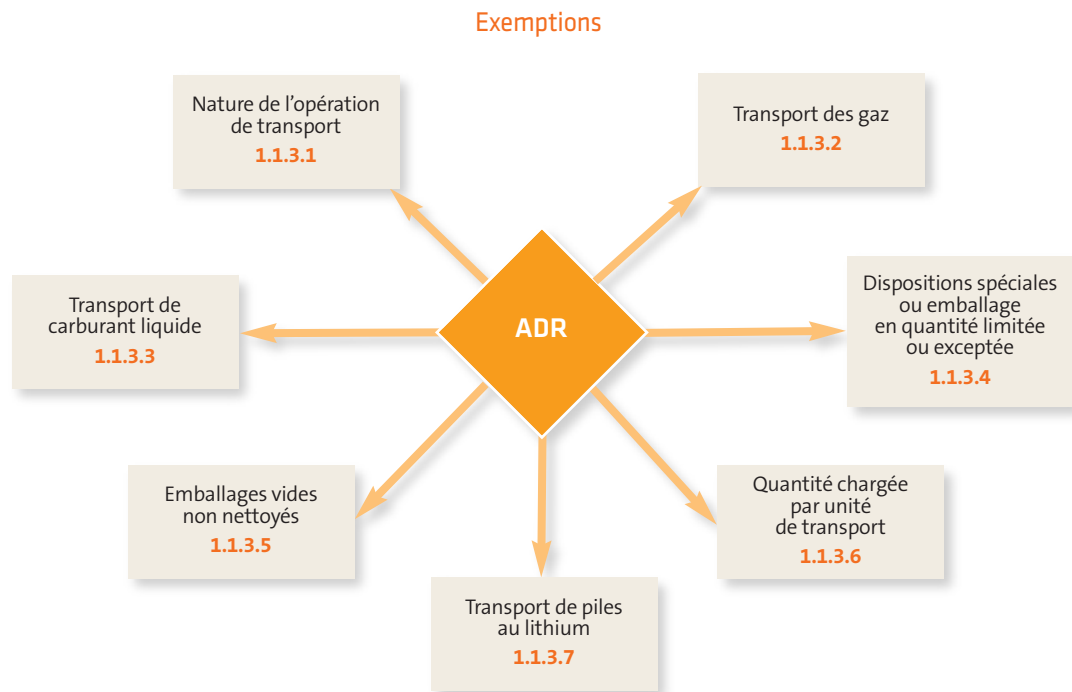 Exemptions
Nature de l’opération
de transport
1.1.3.1
Transport des gaz
1.1.3.2
Transport de
carburant liquide
1.1.3.3
ADR
Dispositions spéciales
ou emballage
en quantité limitée
ou exceptée
1.1.3.4
Emballages vides
non nettoyés
1.1.3.5
Quantité chargée
par unité
de transport
1.1.3.6
Transport de piles
au lithium
1.1.3.7